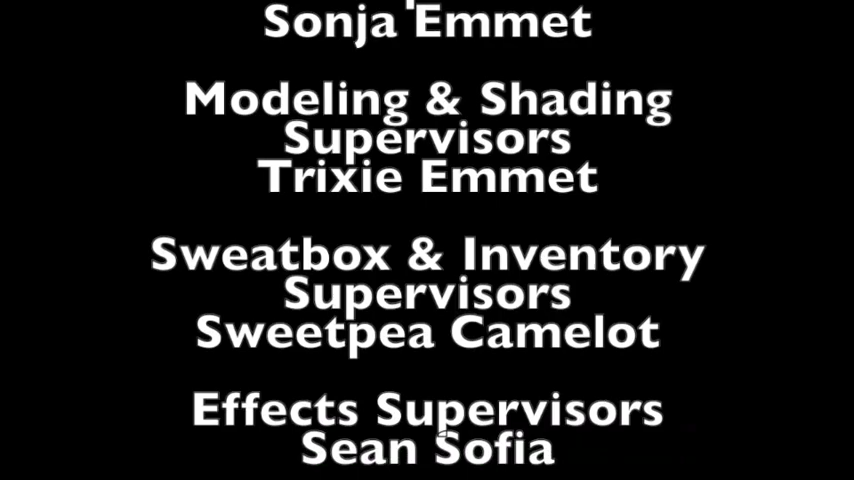 Sonja Emmet
Modeling & Shading
Supervisors
Trixie Emmet
Sweatbox & Inventory
Supervisors
Sweetpea Camelot
Effects Supervisors
Sean Sofia